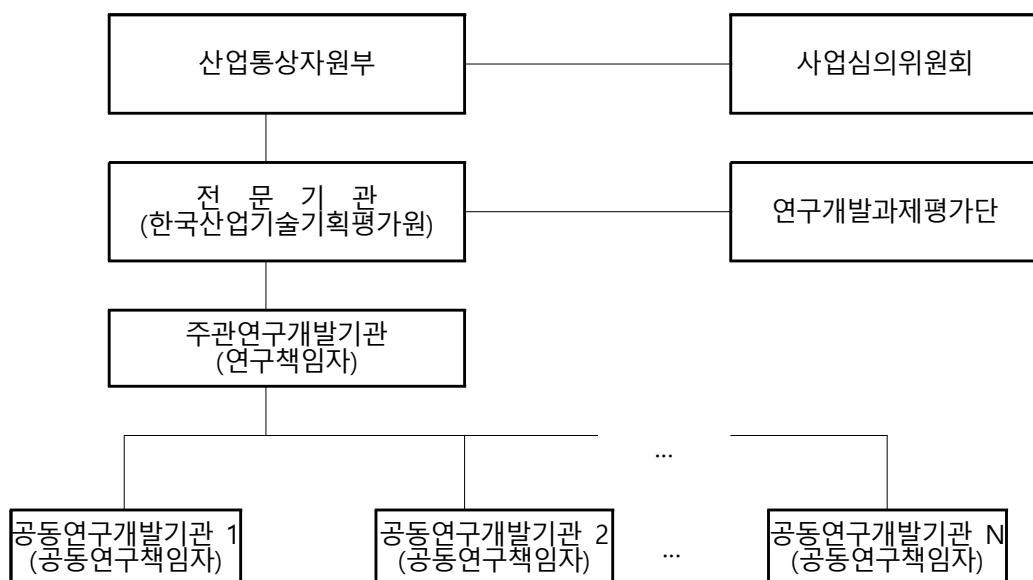 산업통상자원부
사업심의위원회
전 문 기 관
(한국산업기술기획평가원)
연구개발과제평가단
주관연구개발기관
(연구책임자)
...
공동연구개발기관 1
(공동연구책임자)
공동연구개발기관 2
(공동연구책임자)
...
공동연구개발기관 N
(공동연구책임자)